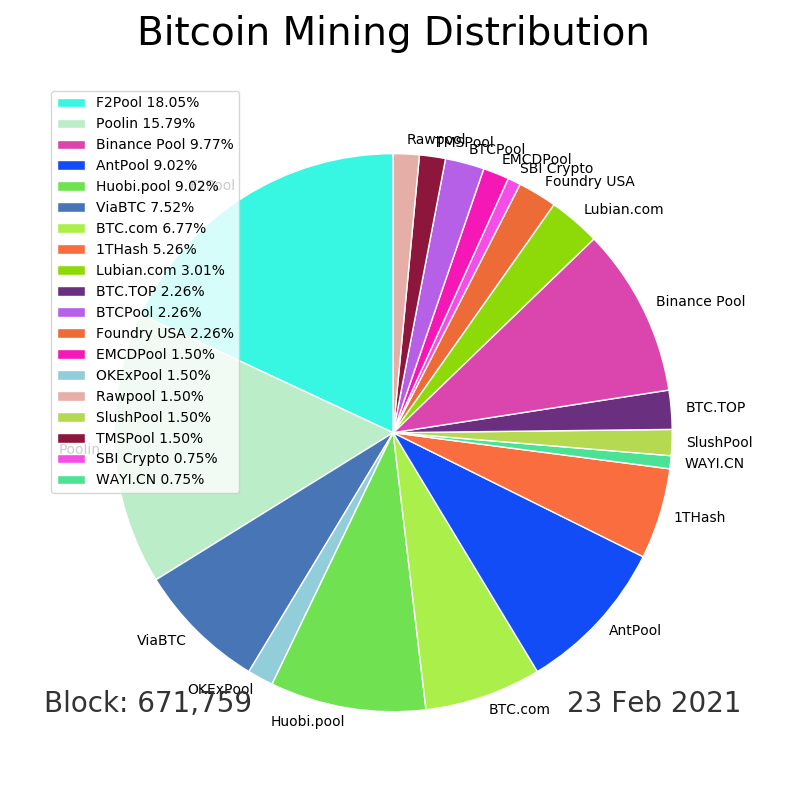 Bitcoin Mining Distribution
F2Pool 18.05%
Poolin 15.79%
Binance Pool 9.77%
AntPool 9.02%
Huobi.pool 9.02%
ViaBTC 7.52%
BTC.com 6.77%
1THash 5.26%
Lubian.com 3.01%
BTC.TOP 2.26%
BTCPool 2.26%
Foundry USA 2.26%
EMCDPool 1.50%
OKExPool 1.50%
Rawpool 1.50%
SlushPool 1.50%
TMSPool 1.50%
SBI Crypto 0.75%
WAYI.CN 0.75%
Rawpool
TMSPool
BTCPool
EMCDPool
SBI Crypto
Foundry USA
Lubian.com
Binance Pool
BTC.TOP
SlushPool
WAYI.CN
1THash
AntPool
BTC.com
Huobi.pool
OKExPool
ViaBTC
Poolin
Block: 671,759
23 Feb 2021